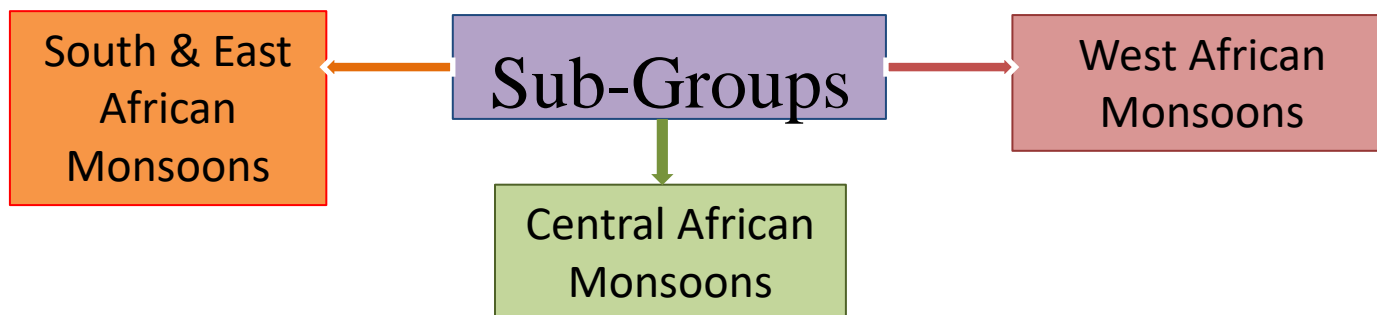 South & East
African
Monsoons
Sub-Groups
West African
Monsoons
Central African
Monsoons